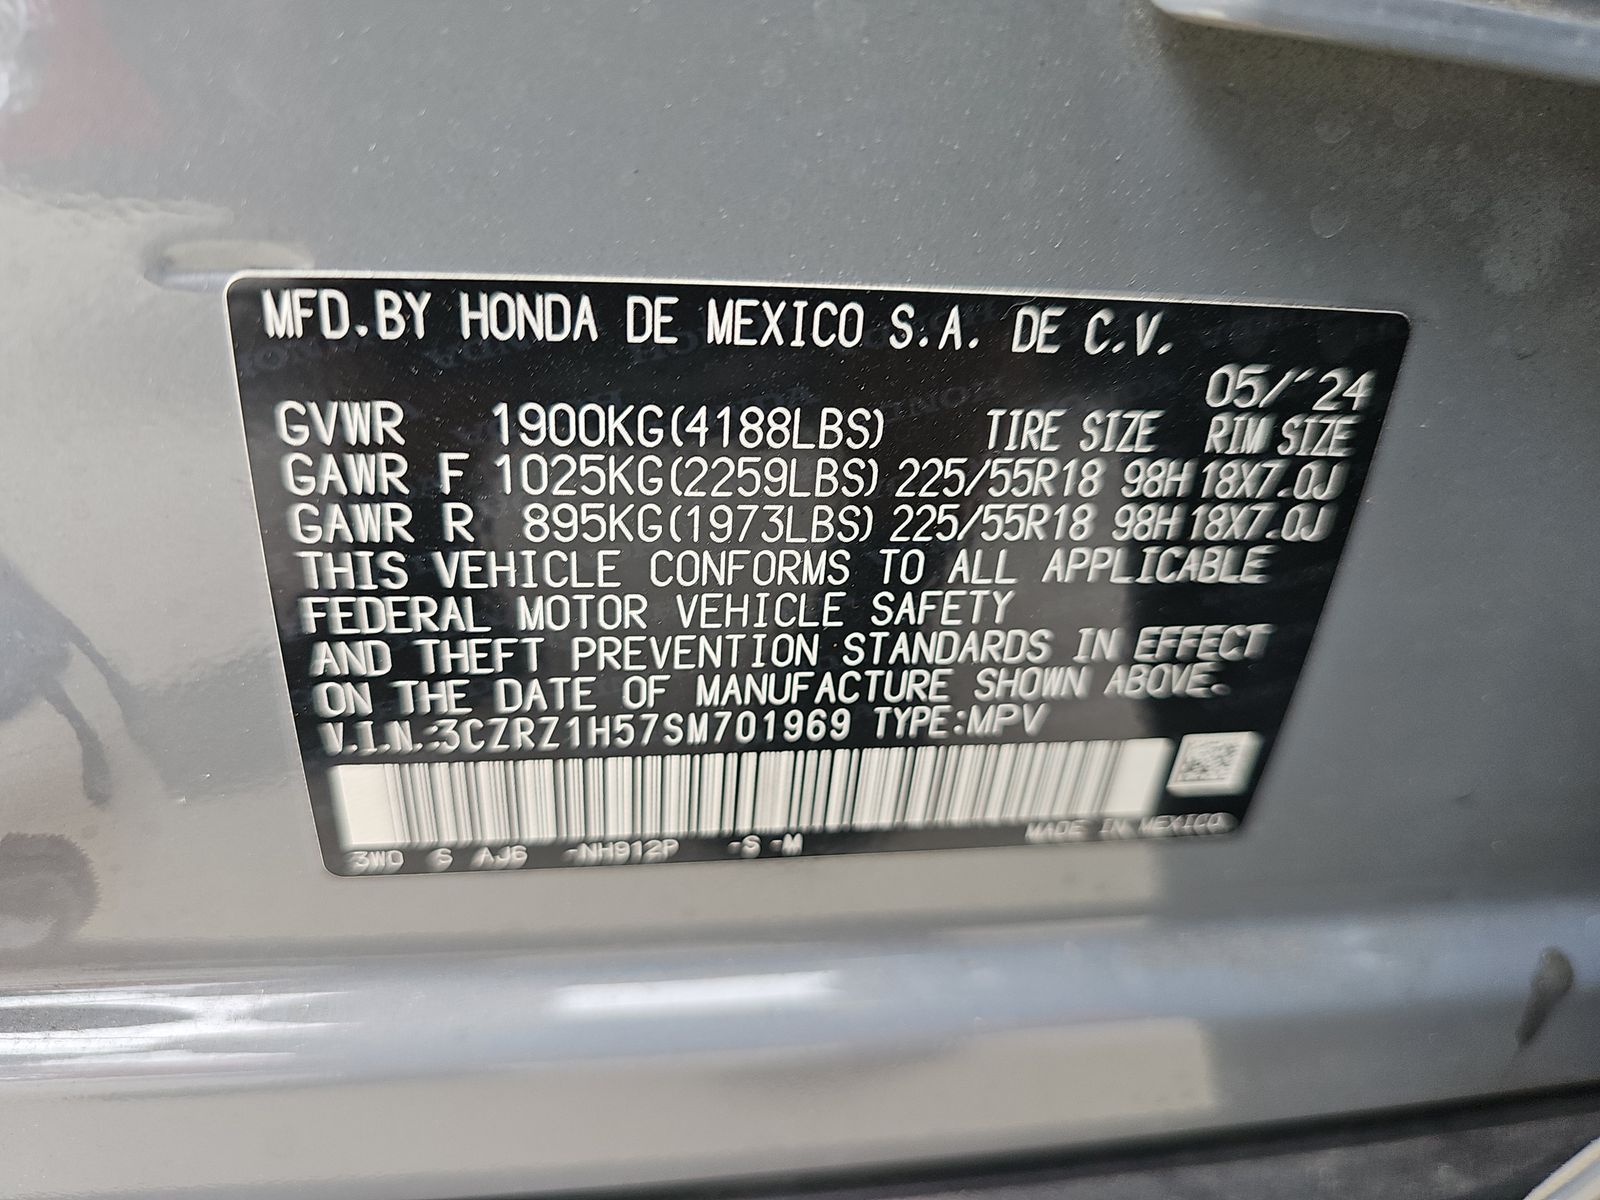 MFD.BY HONDA DE MEXICO S.A. DE C.V.
05/'24
GVWR 1900KG(4188LBS) TIRE SIZE RIM SIZE
GAWR F 1025KG(2259LBS) 225/55R18 98H 18X7.0J
GAWR R 895KG(1973LBS) 225/55R18 98H 18X7.0J
THIS VEHICLE CONFORMS TO ALL APPLICABLE
FEDERAL MOTOR VEHICLE SAFETY
AND THEFT PREVENTION STANDARDS IN EFFECT
ON THE DATE OF MANUFACTURE SHOWN ABOVE.
V.I.N.:3CZRZ1H57SM701969 TYPE:MPV
3W0 S AJ6 -NH912P -S -M MADE IN MEXICO